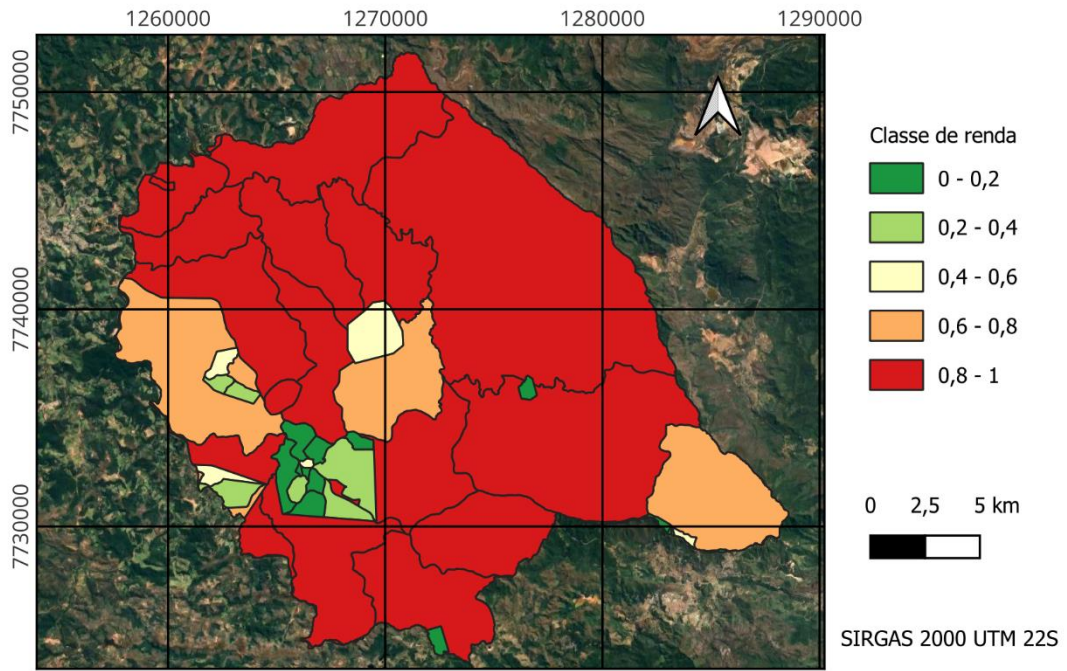 1260000 1270000 1280000 1290000
7750000
7740000
7730000
Classe de renda
0 - 0,2
0,2 - 0,4
0,4 - 0,6
0,6 - 0,8
0,8 - 1
0 2,5 5 km
SIRGAS 2000 UTM 22S